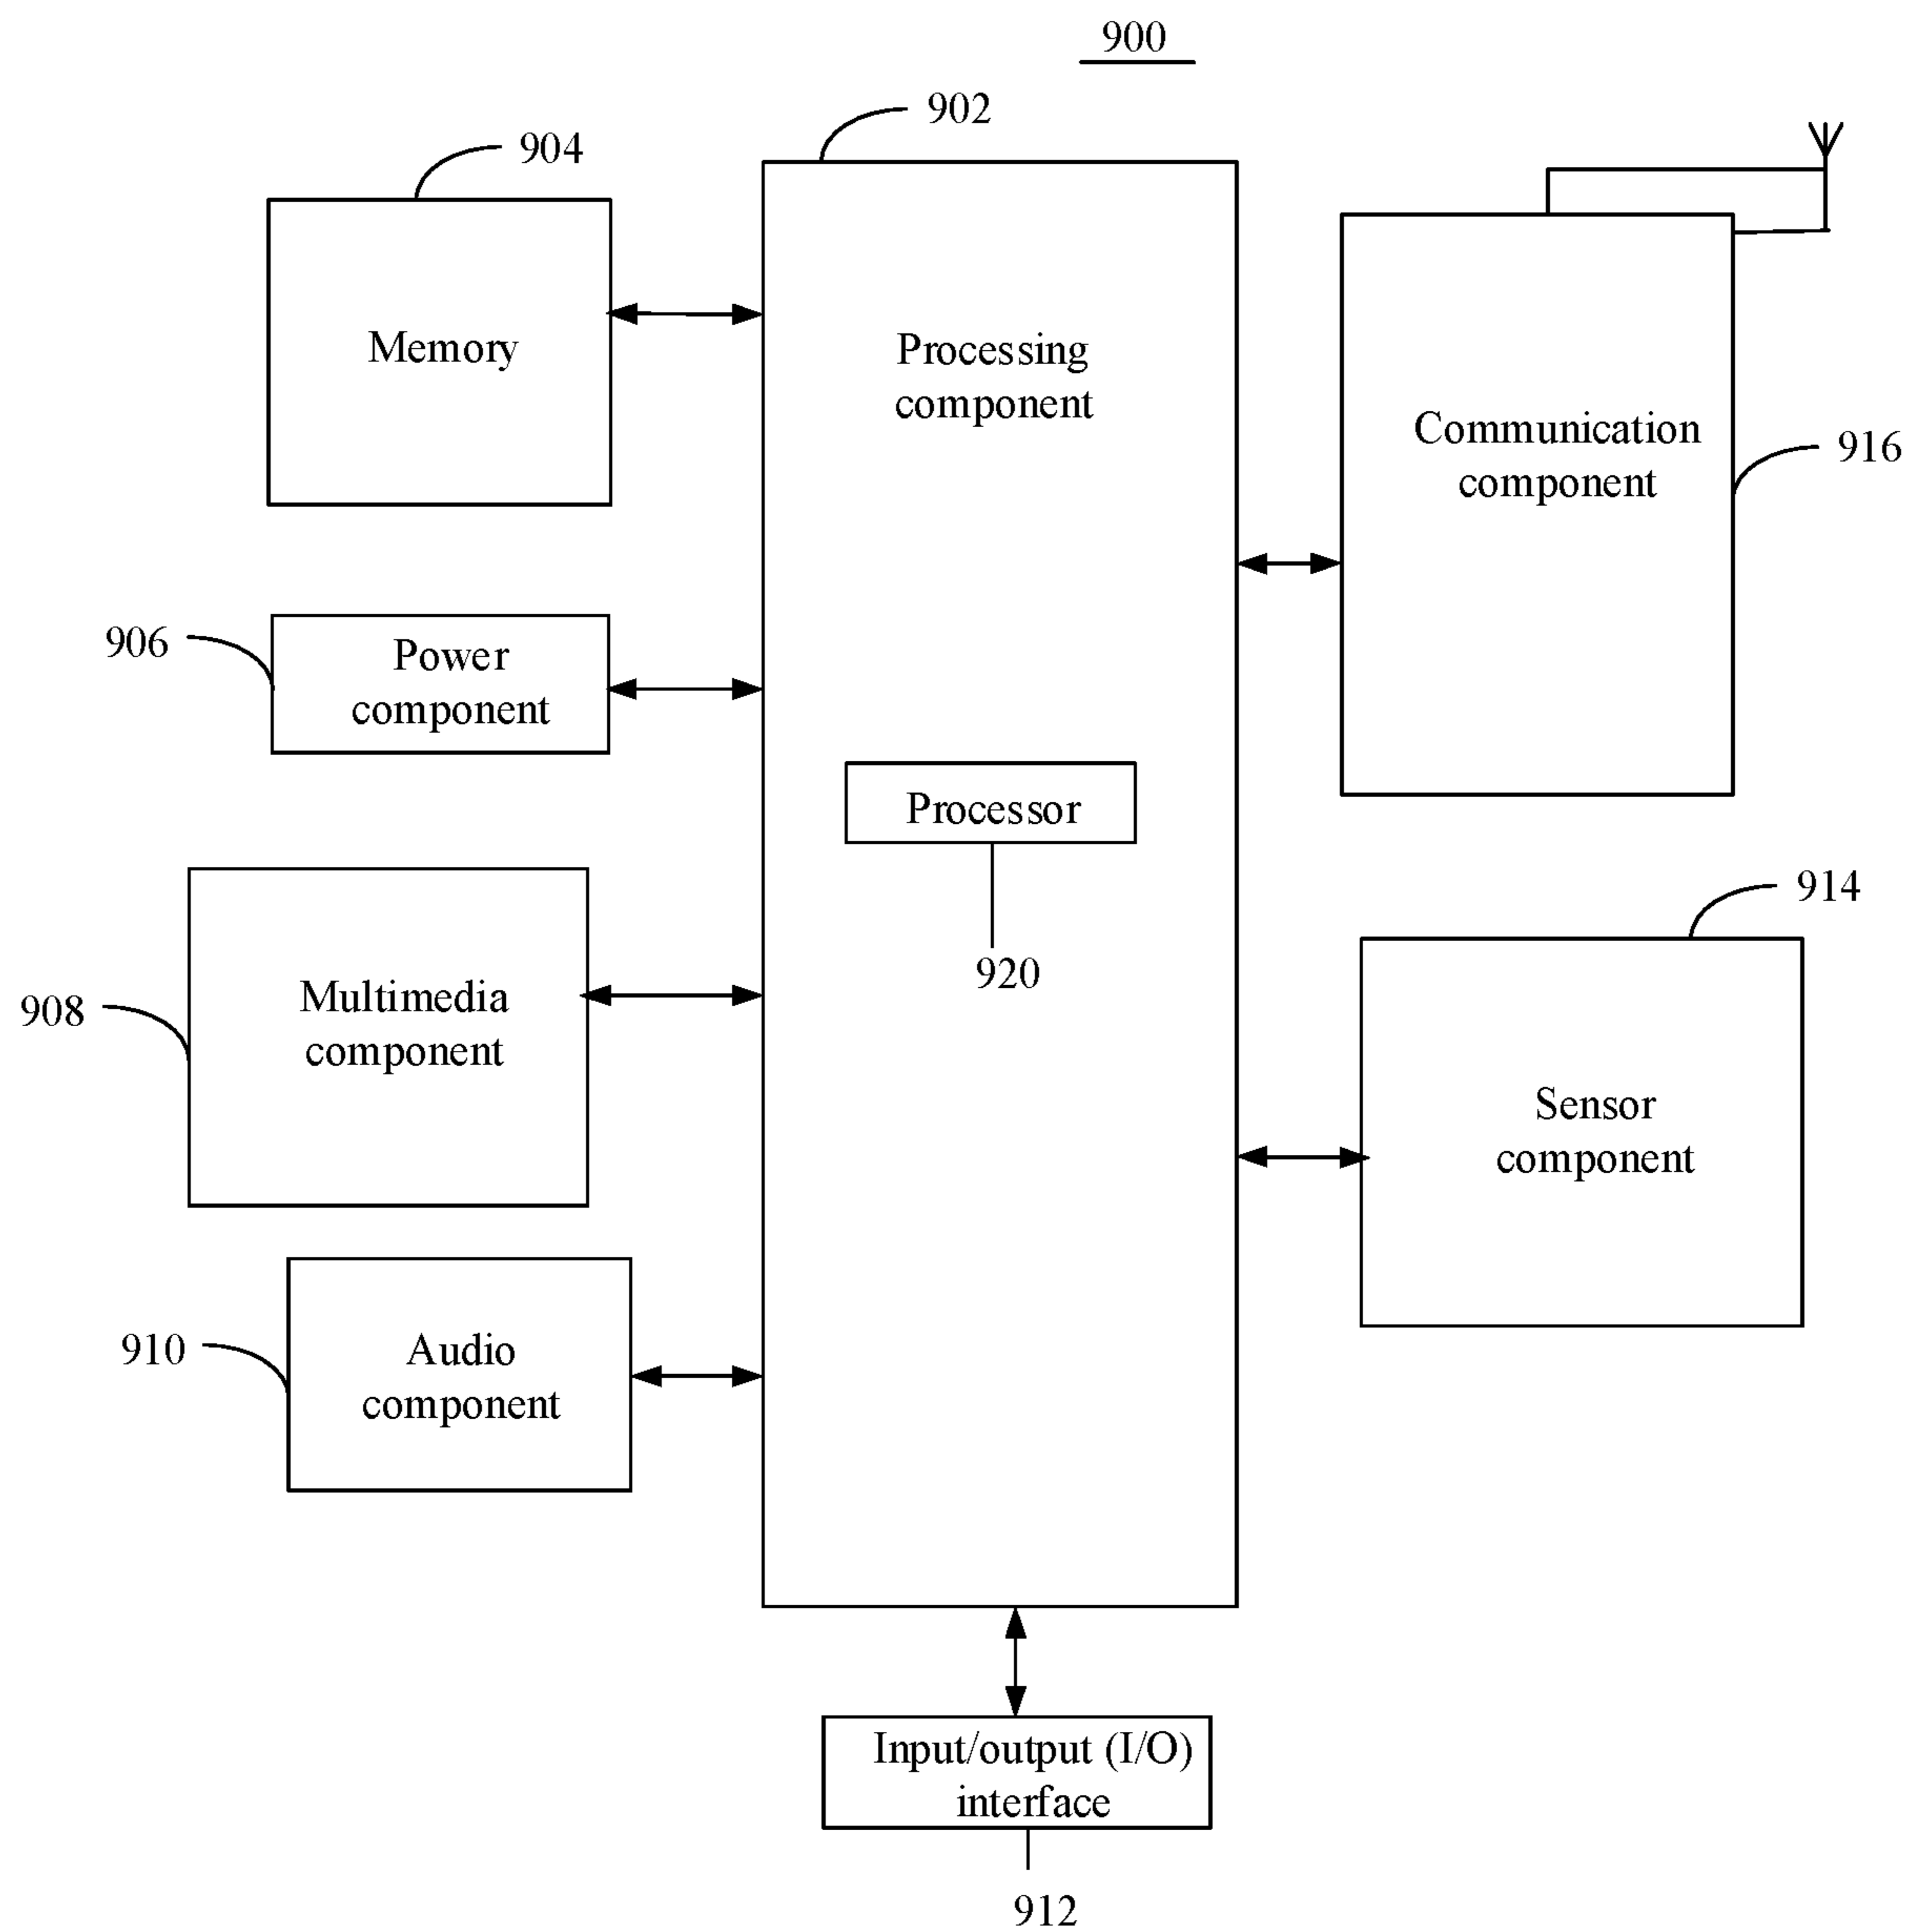 900
902
904
Memory
Processing
component
Communication
component
916
906
Power
component
Processor
920
914
908
Multimedia
component
Sensor
component
910
Audio
component
Input/output (I/O)
interface
912